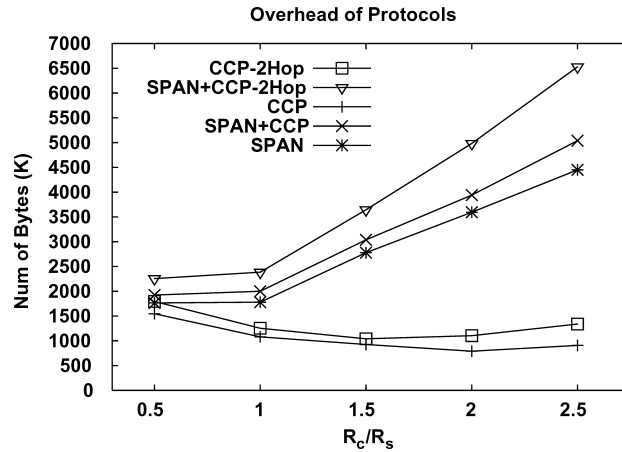 Overhead of Protocols
7000
6500
6000
5500
5000
4500
4000
3500
3000
2500
2000
1500
1000
500
0
Num of Bytes (K)
CCP-2Hop
SPAN+CCP-2Hop
CCP
SPAN+CCP
SPAN
0.5 1 1.5 2 2.5
Rc/Rs